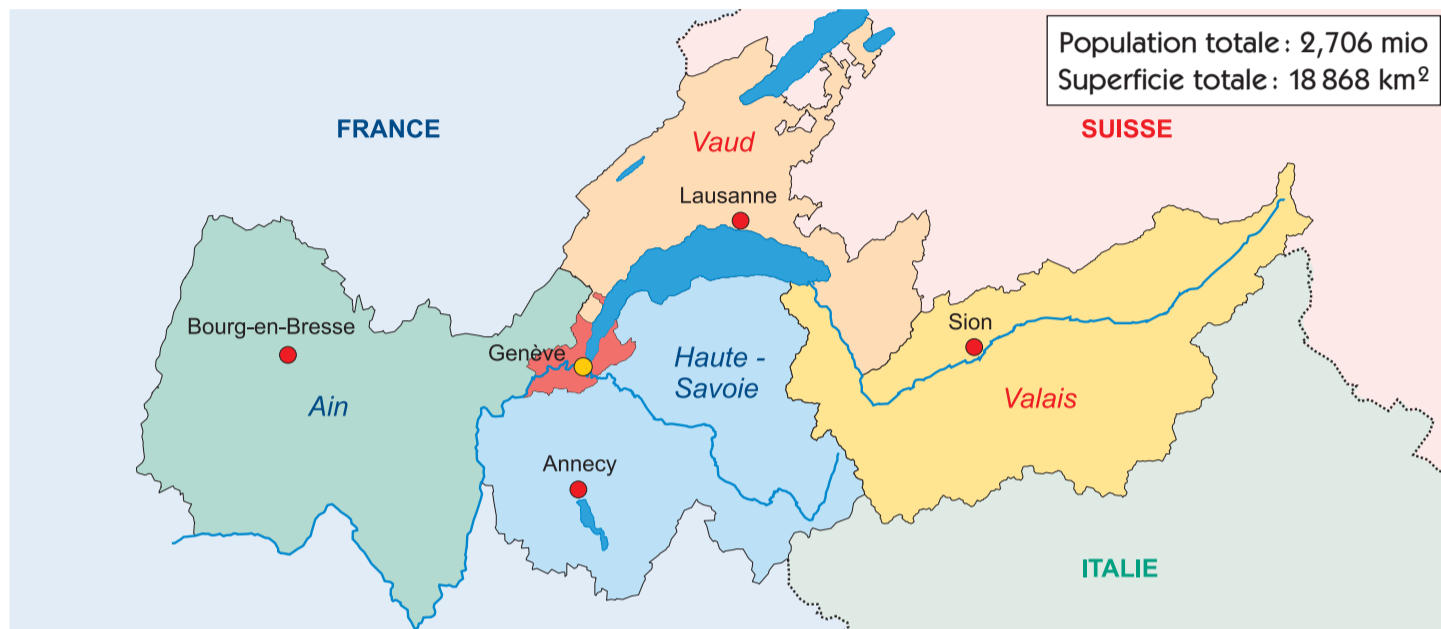 Population totale : 2,706 mio
Superficie totale : 18 868 km²
FRANCE
SUISSE
Vaud
Lausanne
Bourg-en-Bresse
Sion
Genève
Haute -
Savoie
Ain
Valais
Annecy
ITALIE